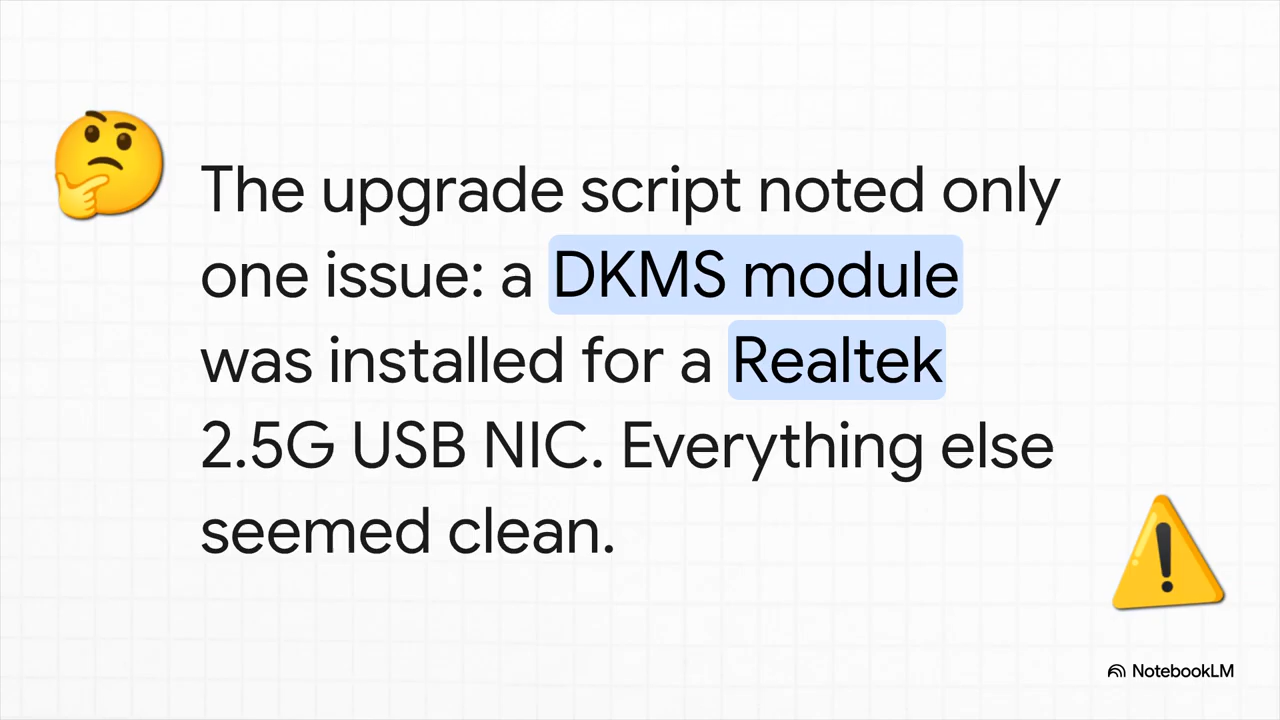 The upgrade script noted only
one issue: a DKMS module
was installed for a Realtek
2.5G USB NIC. Everything else
seemed clean.
NotebookLM